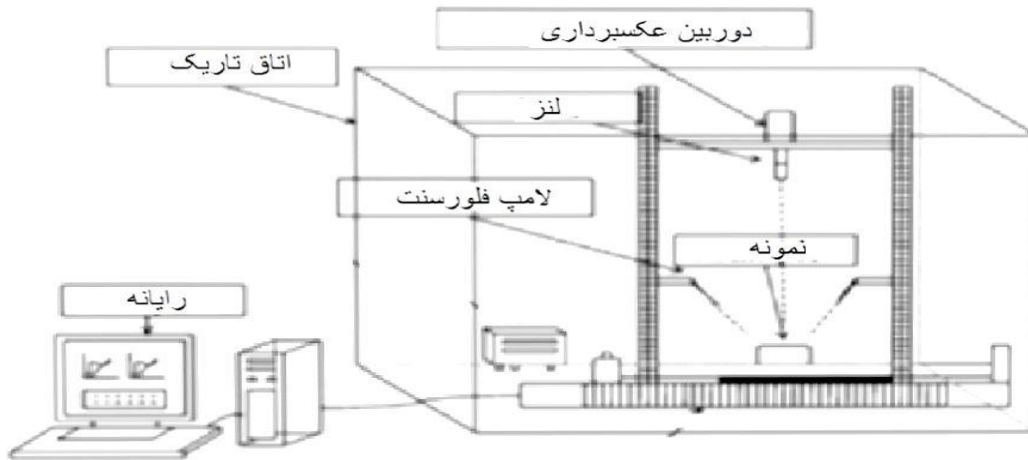 دوربین عکسبرداری
اتاق تاریک
لنز
لامپ فلورسنت
نمونه
رایانه